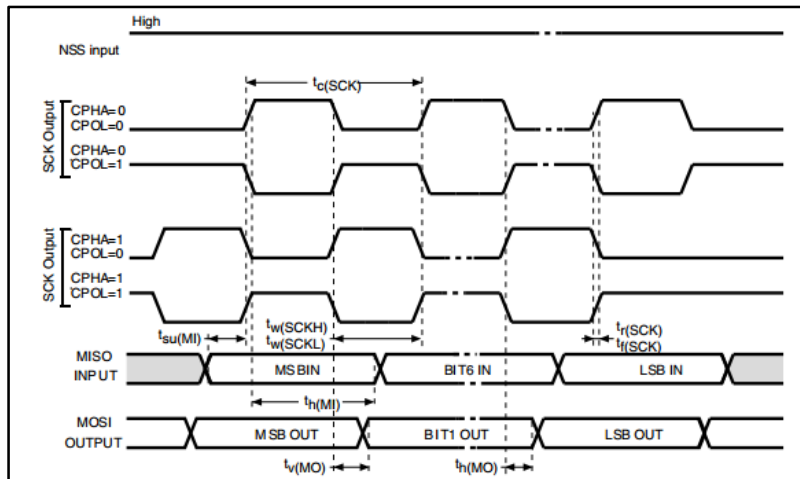 High
NSS input
tc(SCK)
SCK Output
CPHA=0
CPOL=0
CPHA=0
CPOL=1
SCK Output
CPHA=1
CPOL=0
CPHA=1
CPOL=1
tsu(MI)
tw(SCKH)
tw(SCKL)
tr(SCK)
tf(SCK)
MISO
INPUT
MSBIN
BIT6 IN
LSB IN
th(MI)
MOSI
OUTPUT
MSB OUT
BIT1 OUT
LSB OUT
tv(MO)
th(MO)